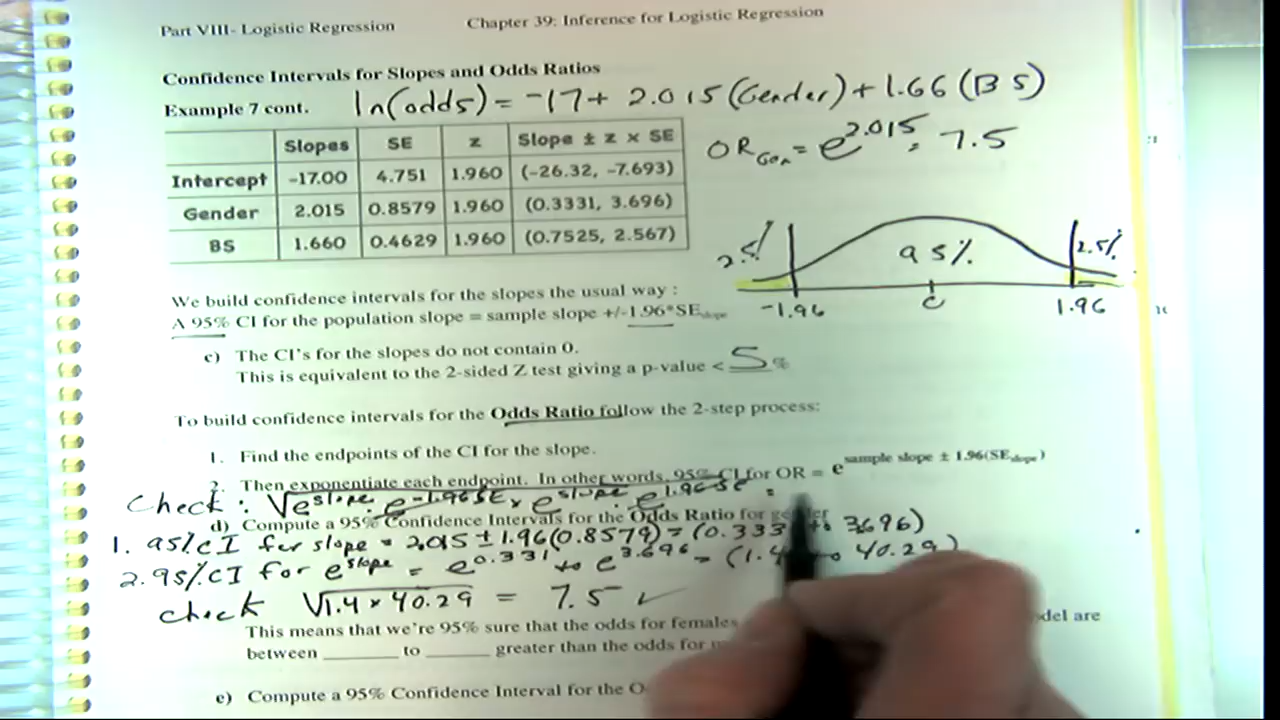 Part VIII- Logistic Regression Chapter 39: Inference for Logistic Regression
Confidence Intervals for Slopes and Odds Ratios
Example 7 cont. ln(odds) = -17 + 2.015 (Gender) + 1.66 (BS)
OR = e^2.015 = 7.5
Slopes SE z Slope ± z x SE
Intercept -17.00 4.751 1.960 (-26.32, -7.693)
Gender 2.015 0.8579 1.960 (0.3331, 3.696)
BS 1.660 0.4629 1.960 (0.7525, 2.567)
2.5% 95% 2.5%
-1.96 1.96
We build confidence intervals for the slopes the usual way :
A 95% CI for the population slope = sample slope +/-1.96*SE slope
c) The CI's for the slopes do not contain 0.
This is equivalent to the 2-sided Z test giving a p-value < 5 %
To build confidence intervals for the Odds Ratio follow the 2-step process:
1. Find the endpoints of the CI for the slope.
2. Then exponentiate each endpoint. In other words, 95% CI for OR = e^sample slope ± 1.96(SE slope)
Check : √e^slope · e^-1.96SE × e^slope · e^1.96SE =
d) Compute a 95% Confidence Intervals for the Odds Ratio for gender
1. 95% CI for slope = 2.015 ± 1.96(0.8579) = (0.333 to 3.696)
2. 95% CI for e^slope = e^0.331 to e^3.696 = (1.4 to 40.29)
check √1.4 × 40.29 = 7.5 ✓
This means that we're 95% sure that the odds for females model are
between ______ to ______ greater than the odds for
e) Compute a 95% Confidence Interval for the